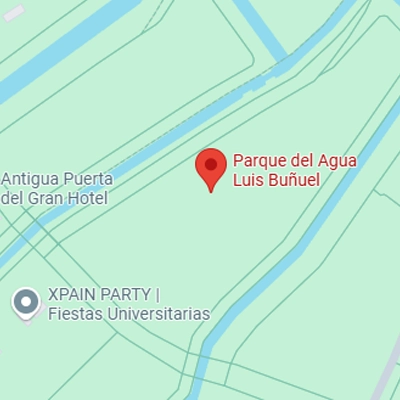 Parque del Agua
Luis Buñuel
Antigua Puerta
del Gran Hotel
XPAIN PARTY |
Fiestas Universitarias